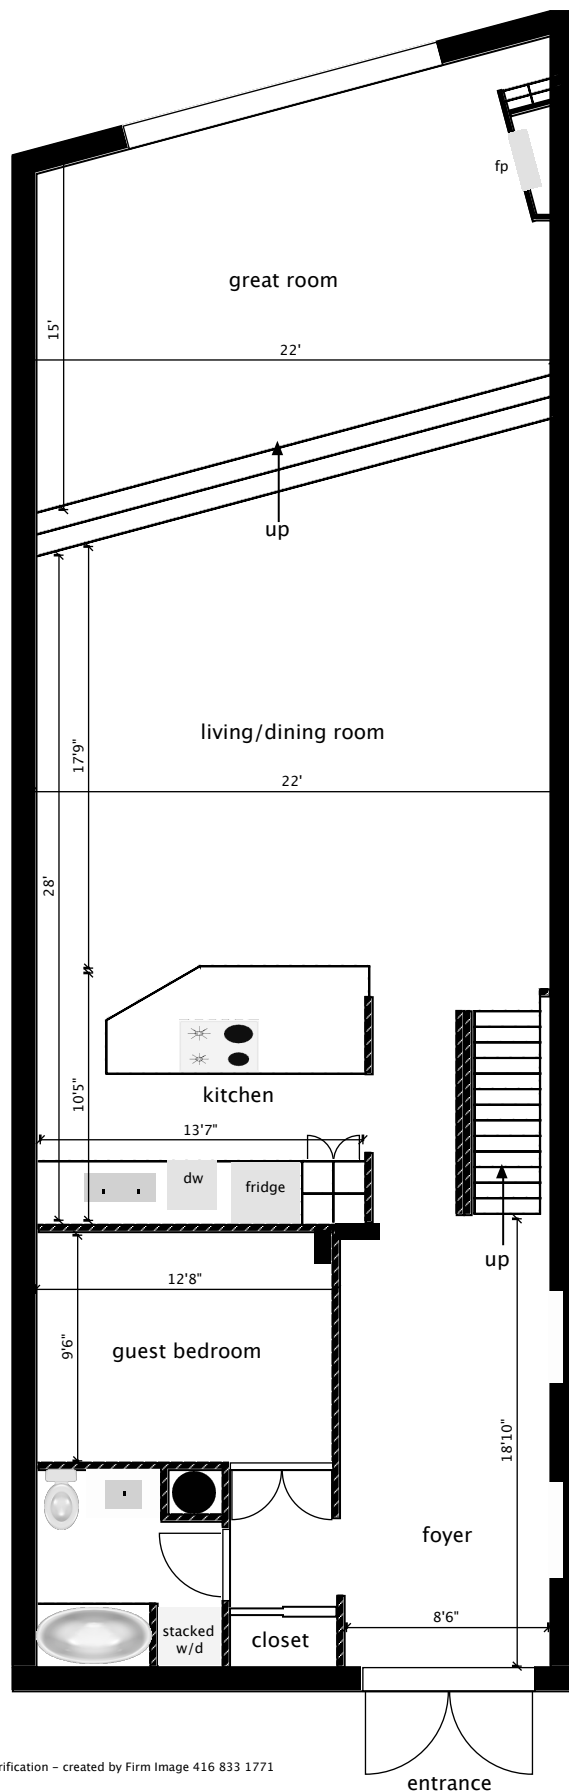 fp
great room
15'
22'
up
living/dining room
17'9"
22'
28'
kitchen
10'5"
13'7"
dw
fridge
up
12'8"
guest bedroom
9'6"
18'10"
foyer
8'6"
stacked
w/d
closet
rification – created by Firm Image 416 833 1771
entrance